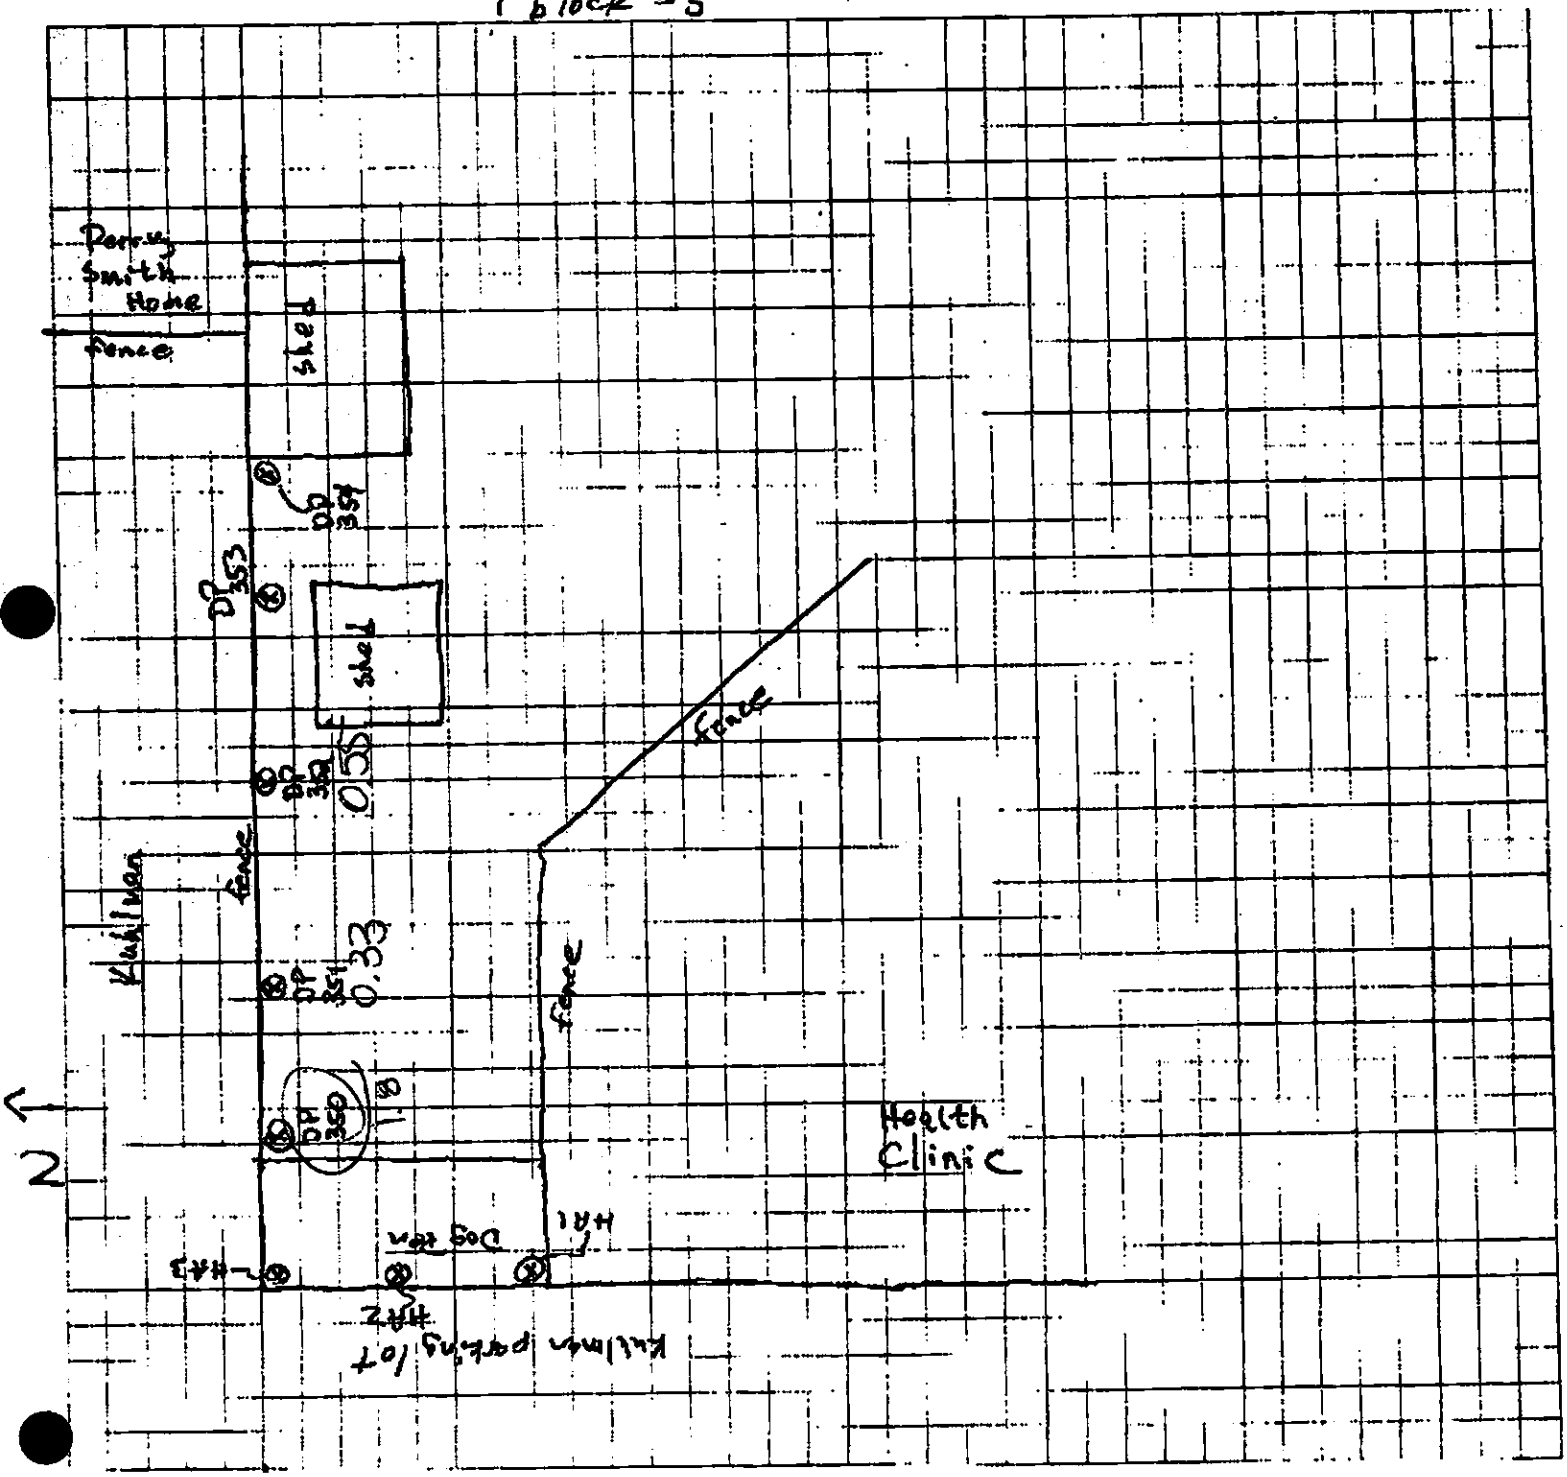 1 block = 5'
Perry
Smith
Home
fence
shed
DP
354
DP
353
shed
DP
352
0.55
fence
Kuhlman
DP
351
0.33
fence
fence
DP
350
1.8
N
Health
Clinic
HA1
Dog Pen
HA3
HA2
Kullman parking lot